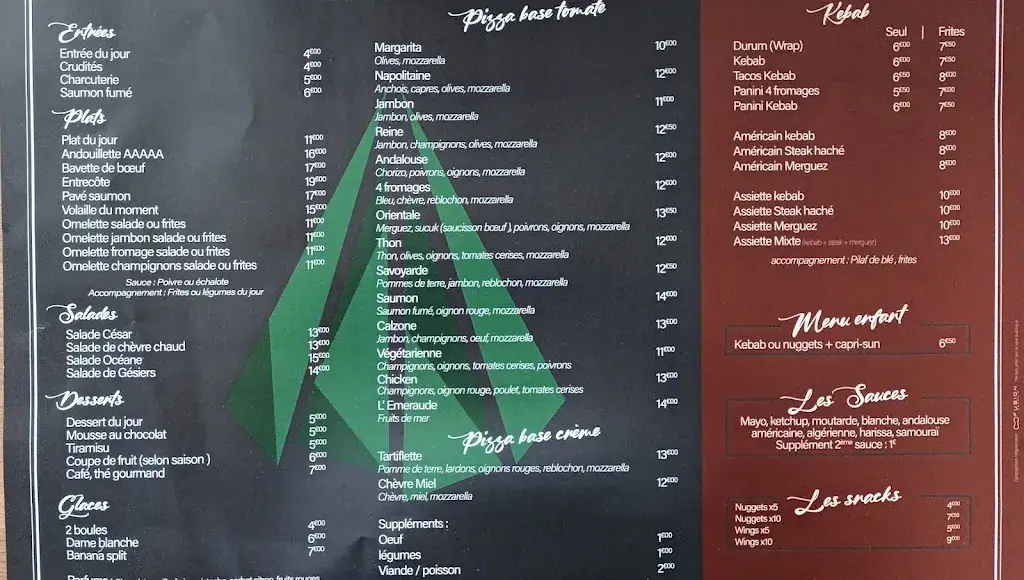 Entrées
Entrée du jour 4€00
Crudités 4€00
Charcuterie 5€00
Saumon fumé 6€00
Plats
Plat du jour 11€00
Andouillette AAAAA 16€00
Bavette de bœuf 17€00
Entrecôte 19€00
Pavé saumon 17€00
Volaille du moment 15€00
Omelette salade ou frites 11€00
Omelette jambon salade ou frites 11€00
Omelette fromage salade ou frites 11€00
Omelette champignons salade ou frites 11€00
Sauce : Poivre ou échalote
Accompagnement : Frites ou légumes du jour
Salades
Salade César 13€00
Salade de chèvre chaud 13€00
Salade Océane 15€00
Salade de Gésiers 14€00
Desserts
Dessert du jour 5€00
Mousse au chocolat 5€00
Tiramisu 5€00
Coupe de fruit (selon saison ) 6€00
Café, thé gourmand 7€00
Glaces
2 boules 4€00
Dame blanche 6€00
Banana split 7€00
Pizza base tomate
Margarita 10€00
Olives, mozzarella
Napolitaine 12€00
Anchois, capres, olives, mozzarella
Jambon 11€00
Jambon, olives, mozzarella
Reine 12€50
Jambon, champignons, olives, mozzarella
Andalouse 12€00
Chorizo, poivrons, oignons, mozzarella
4 fromages 12€00
Bleu, chèvre, reblochon, mozzarella
Orientale 13€50
Merguez, sucuk (saucisson bœuf ), poivrons, oignons, mozzarella
Thon 12€00
Thon, olives, oignons, tomates cerises, mozzarella
Savoyarde 12€50
Pommes de terre, jambon, reblochon, mozzarella
Saumon 14€00
Saumon fumé, oignon rouge, mozzarella
Calzone 13€00
Jambon, champignons, oeuf, mozzarella
Végétarienne 11€00
Champignons, oignons, tomates cerises, poivrons
Chicken 13€00
Champignons, oignon rouge, poulet, tomates cerises
L' Emeraude 14€00
Fruits de mer
Pizza base crème
Tartiflette 13€00
Pomme de terre, lardons, oignons rouges, reblochon, mozzarella
Chèvre Miel 12€00
Chèvre, miel, mozzarella
Suppléments :
Oeuf 1€00
légumes 1€00
Viande / poisson 2€00
Kebab
Seul | Frites
Durum (Wrap) 6€00 7€50
Kebab 6€00 7€50
Tacos Kebab 6€50 8€00
Panini 4 fromages 5€50 7€00
Panini Kebab 6€00 7€50
Américain kebab 8€00
Américain Steak haché 8€00
Américain Merguez 8€00
Assiette kebab 10€00
Assiette Steak haché 10€00
Assiette Merguez 10€00
Assiette Mixte (kebab + steak + merguez) 13€00
accompagnement : Pilaf de blé , frites
Menu enfant
Kebab ou nuggets + capri-sun 6€50
Les Sauces
Mayo, ketchup, moutarde, blanche, andalouse
américaine, algérienne, harissa, samourai
Supplément 2ème sauce : 1€
Les snacks
Nuggets x5 4€00
Nuggets x10 7€50
Wings x5 5€00
Wings x10 9€00